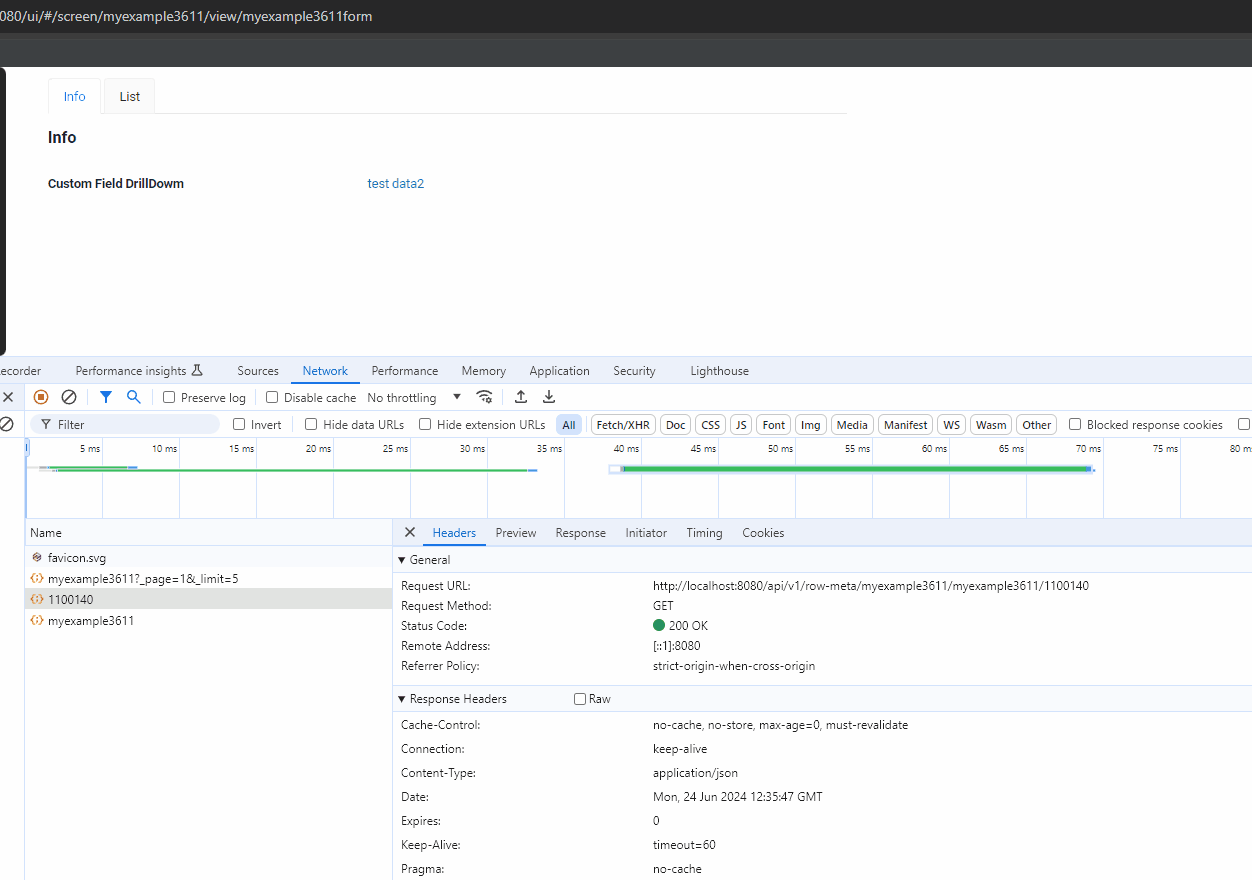 080/ui/#/screen/myexample3611/view/myexample3611form
Info List
Info
Custom Field DrillDowm test data2
ecorder Performance insights Sources Network Performance Memory Application Security Lighthouse
Preserve log Disable cache No throttling
Filter Invert Hide data URLs Hide extension URLs All Fetch/XHR Doc CSS JS Font Img Media Manifest WS Wasm Other Blocked response cookies
5 ms 10 ms 15 ms 20 ms 25 ms 30 ms 35 ms 40 ms 45 ms 50 ms 55 ms 60 ms 65 ms 70 ms 75 ms 80 ms
Name
favicon.svg
myexample3611?_page=1&_limit=5
1100140
myexample3611
Headers Preview Response Initiator Timing Cookies
General
Request URL: http://localhost:8080/api/v1/row-meta/myexample3611/myexample3611/1100140
Request Method: GET
Status Code: 200 OK
Remote Address: [::1]:8080
Referrer Policy: strict-origin-when-cross-origin
Response Headers Raw
Cache-Control: no-cache, no-store, max-age=0, must-revalidate
Connection: keep-alive
Content-Type: application/json
Date: Mon, 24 Jun 2024 12:35:47 GMT
Expires: 0
Keep-Alive: timeout=60
Pragma: no-cache